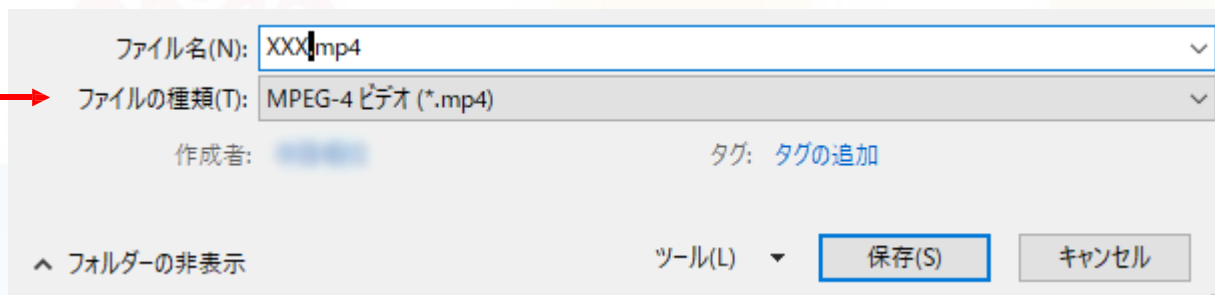 ファイル名(N): XXX.mp4
ファイルの種類(T): MPEG-4 ビデオ (*.mp4)
作成者: タグ: タグの追加
フォルダーの非表示 ツール(L) 保存(S) キャンセル